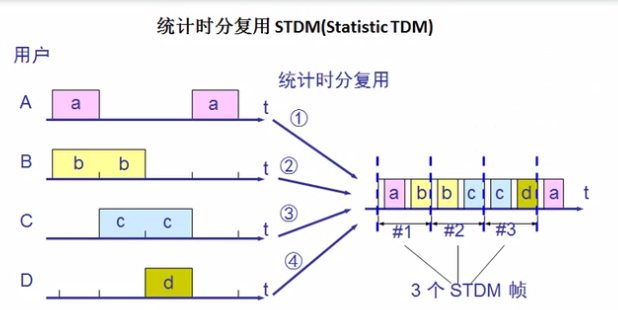 统计时分复用 STDM(Statistic TDM)
用户
统计时分复用
A a a t ①
B b b t ②
C c c t ③
D d t ④
a b b c c d a t
#1 #2 #3
3 个 STDM 帧